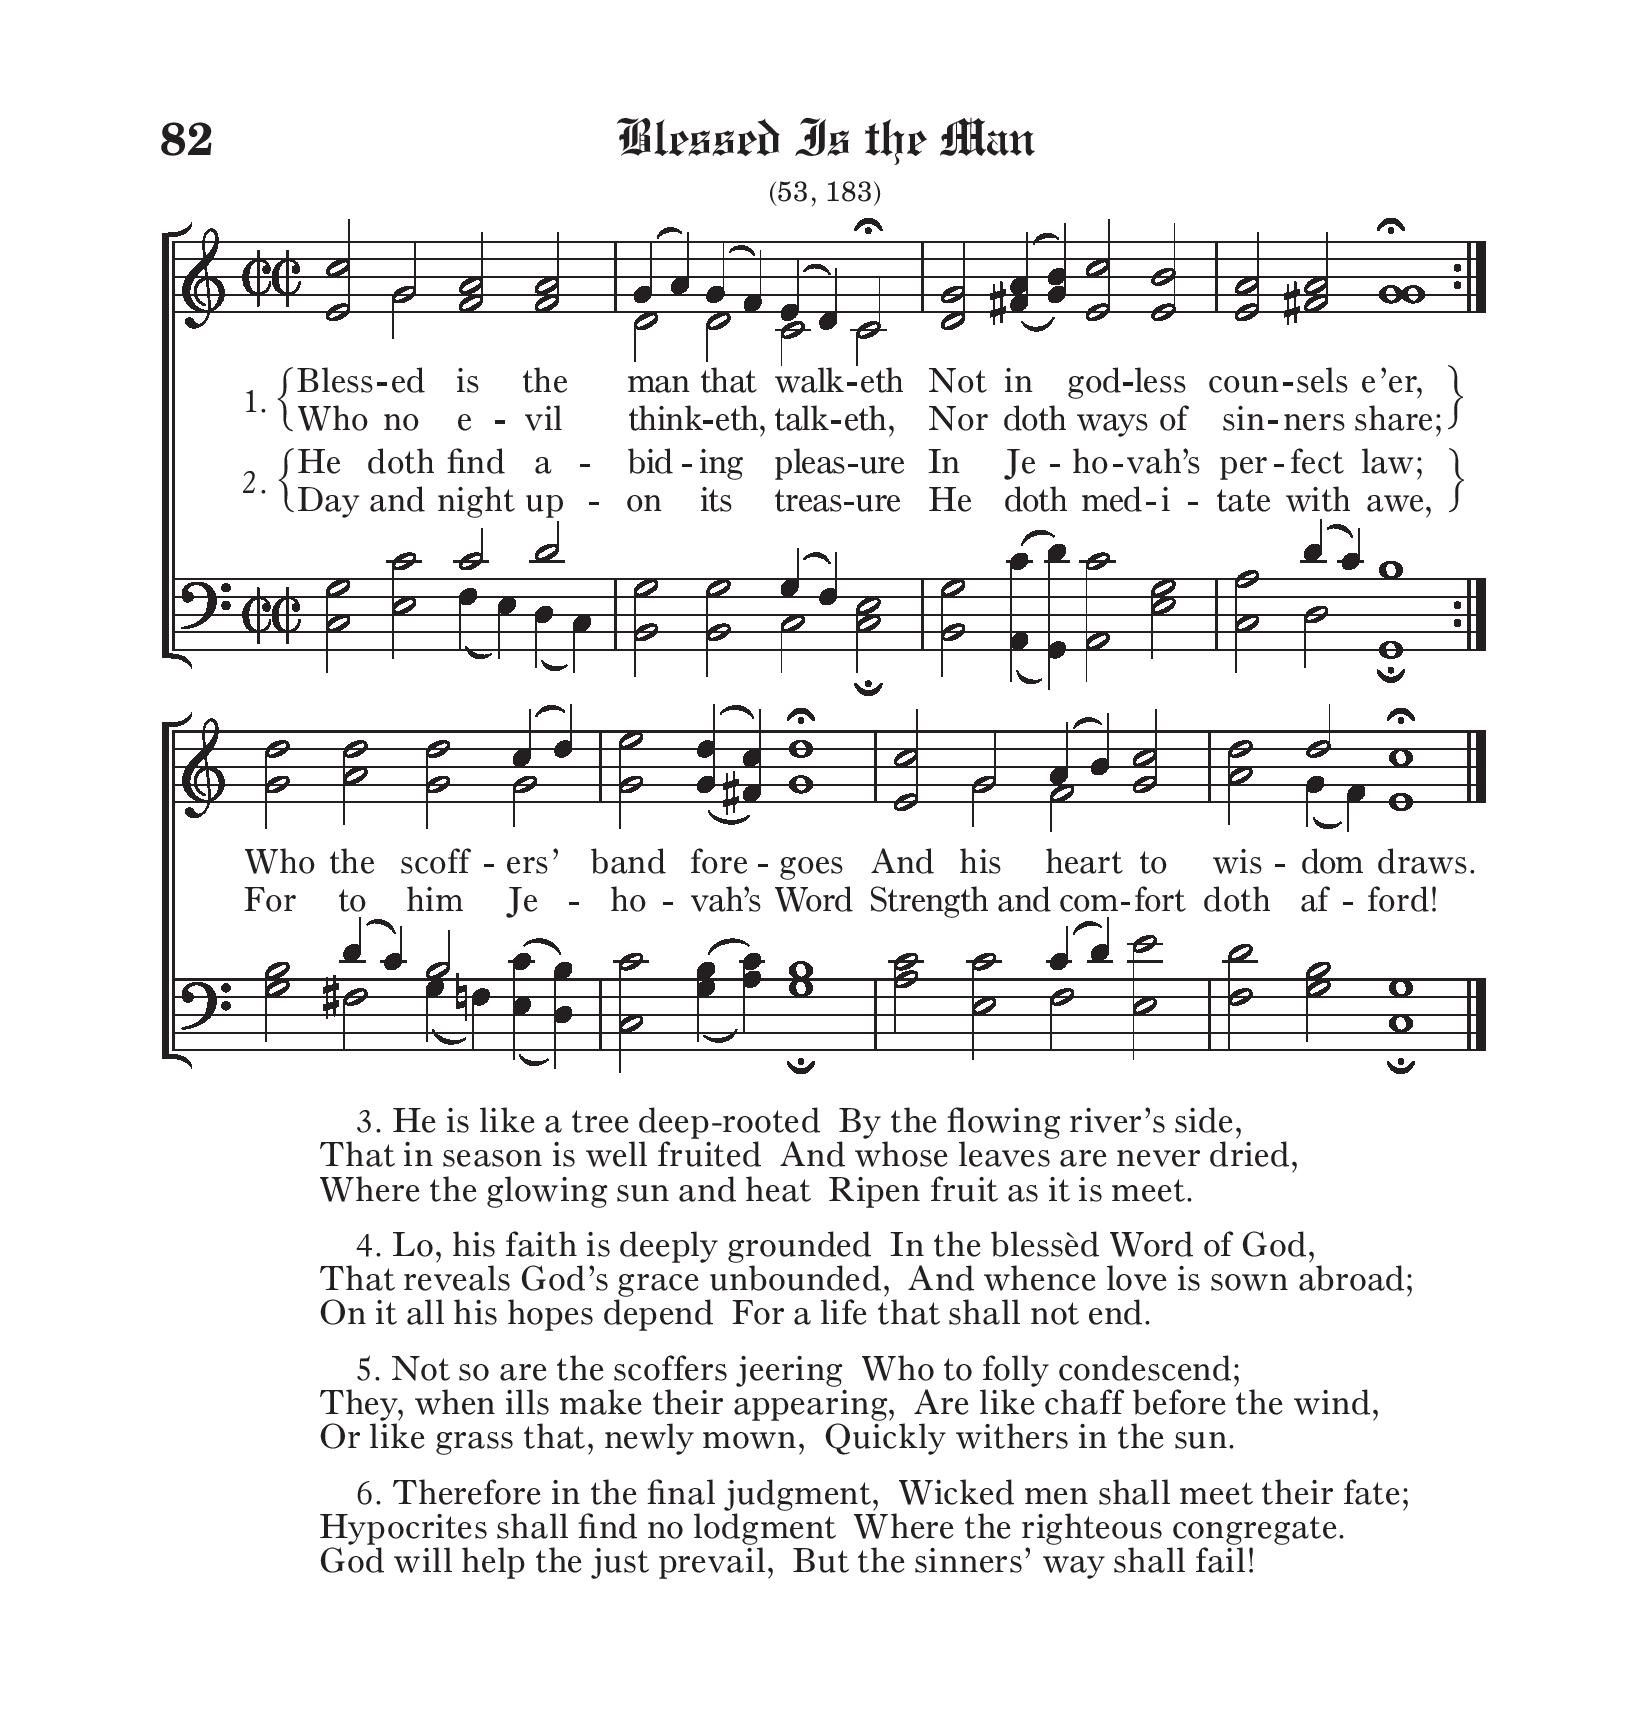 82
Blessed Is the Man
(53, 183)
1. {Bless-ed is the man that walk-eth Not in god-less coun-sels e’er, }
{Who no e - vil think-eth, talk-eth, Nor doth ways of sin-ners share; }
2. {He doth find a - bid-ing pleas-ure In Je - ho-vah’s per-fect law; }
{Day and night up - on its treas-ure He doth med-i - tate with awe, }
Who the scoff - ers’ band fore - goes And his heart to wis - dom draws.
For to him Je - ho - vah’s Word Strength and com-fort doth af - ford!
3. He is like a tree deep-rooted By the flowing river’s side,
That in season is well fruited And whose leaves are never dried,
Where the glowing sun and heat Ripen fruit as it is meet.
4. Lo, his faith is deeply grounded In the blessèd Word of God,
That reveals God’s grace unbounded, And whence love is sown abroad;
On it all his hopes depend For a life that shall not end.
5. Not so are the scoffers jeering Who to folly condescend;
They, when ills make their appearing, Are like chaff before the wind,
Or like grass that, newly mown, Quickly withers in the sun.
6. Therefore in the final judgment, Wicked men shall meet their fate;
Hypocrites shall find no lodgment Where the righteous congregate.
God will help the just prevail, But the sinners’ way shall fail!